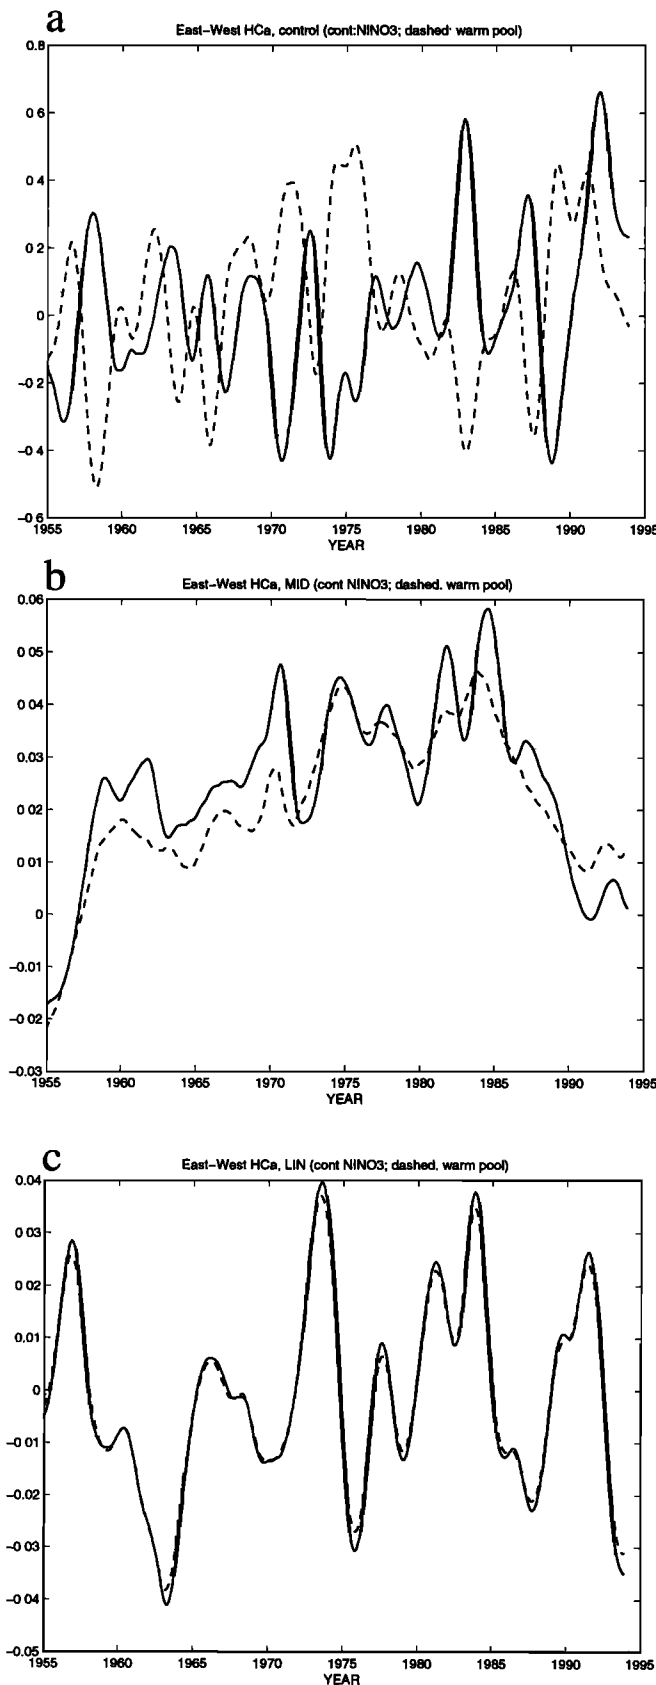 a
East-West HCa, control (cont:NINO3; dashed· warm pool)
0.8
0 6
0 4
0.2
0
-0.2
-0.4
-0 6
1955 1960 1965 1970 1975 1980 1985 1990 1995
YEAR
b
East-West HCa, MID (cont NINO3; dashed. warm pool)
0.06
0 05
0 04
0.03
0 02
0 01
0
-0.01
-0 02
-0.03
1955 1960 1965 1970 1975 1980 1985 1990 1995
YEAR
c
East-West HCa, LIN (cont NINO3; dashed. warm pool)
0.04
0 03
0 02
0.01
0
-0 01
-0 02
-0 03
-0 04
-0.05
1955 1960 1965 1970 1975 1980 1985 1990 1995
YEAR